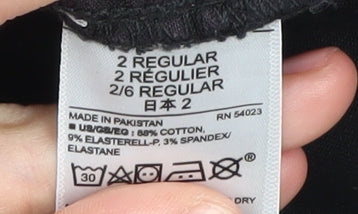 2 REGULAR
2 RÉGULIER
2/6 REGULAR
日本 2
RN 54023
MADE IN PAKISTAN
■ US/GB/EG : 88% COTTON,
9% ELASTERELL-P, 3% SPANDEX/
ELASTANE
30
DRY